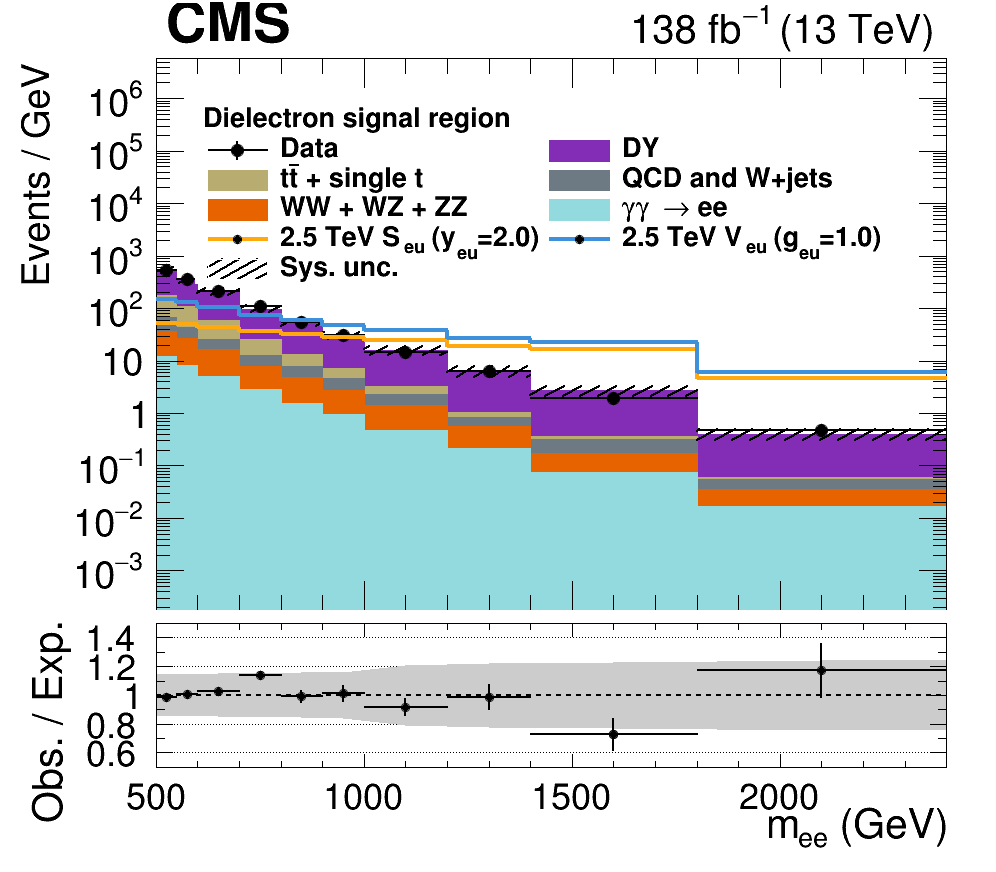 CMS 138 fb⁻¹ (13 TeV)
Events / GeV
10⁶
10⁵
10⁴
10³
10²
10
1
10⁻¹
10⁻²
10⁻³
Dielectron signal region
Data DY
tt̄ + single t QCD and W+jets
WW + WZ + ZZ γγ → ee
2.5 TeV S_eu (y_eu=2.0) 2.5 TeV V_eu (g_eu=1.0)
Sys. unc.
Obs. / Exp.
1.4
1.2
1
0.8
0.6
500 1000 1500 2000
m_ee (GeV)